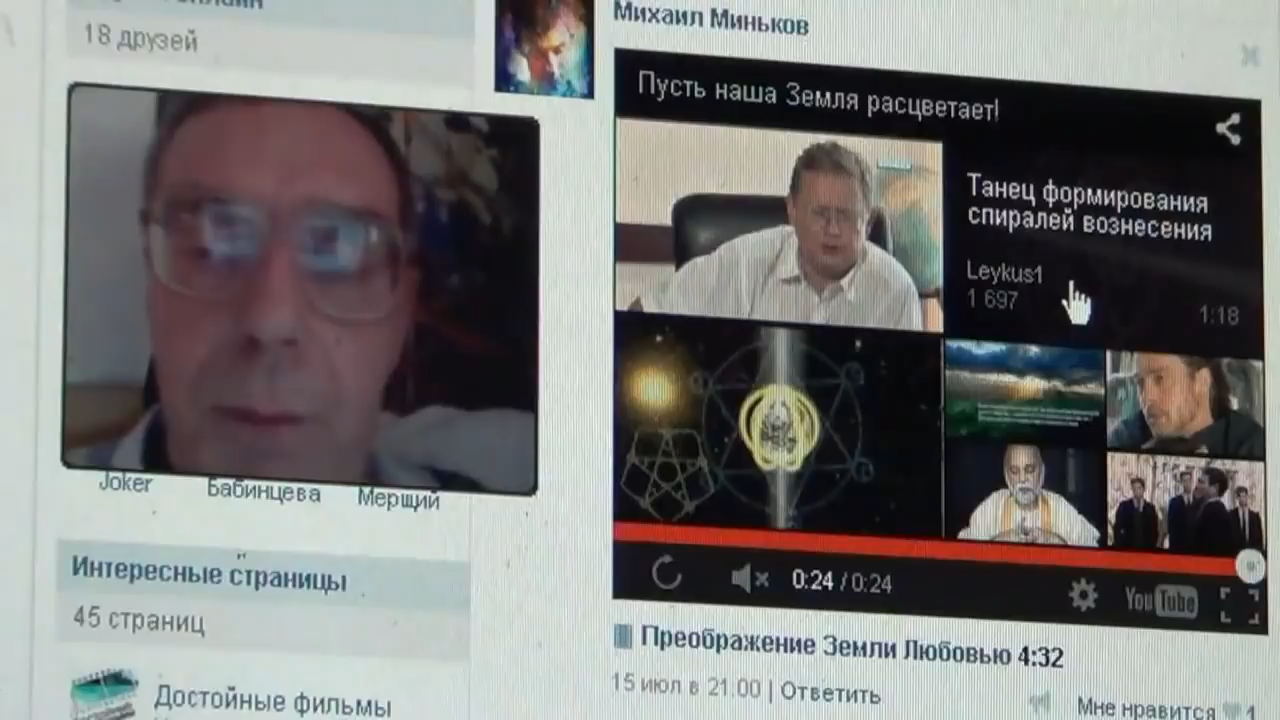 18 друзей
Joker Бабинцева Мерщий
Интересные страницы
45 страниц
Достойные фильмы
Михаил Миньков
Пусть наша Земля расцветает!
Танец формирования
спиралей вознесения
Leykus1
1 697
1:18
0:24 / 0:24
YouTube
Преображение Земли Любовью 4:32
15 июл в 21:00 | Ответить
Мне нравится 1